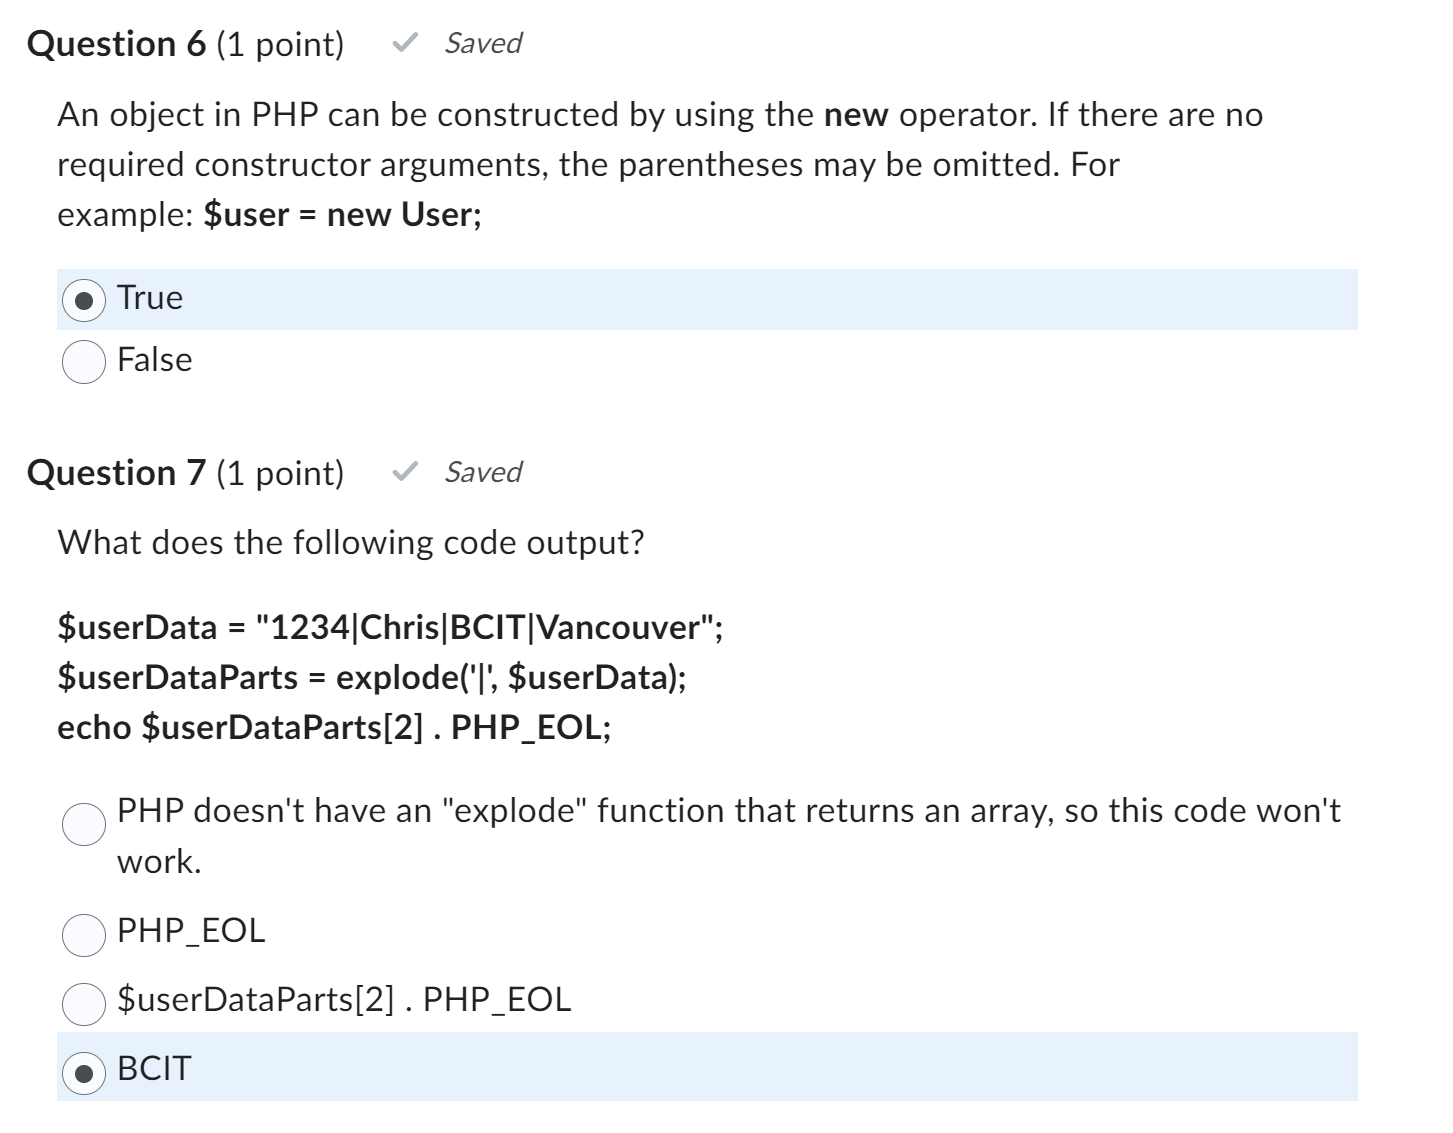 Question 6 (1 point) Saved
An object in PHP can be constructed by using the new operator. If there are no
required constructor arguments, the parentheses may be omitted. For
example: $user = new User;
True
False
Question 7 (1 point) Saved
What does the following code output?
$userData = "1234|Chris|BCIT|Vancouver";
$userDataParts = explode('|', $userData);
echo $userDataParts[2] . PHP_EOL;
PHP doesn't have an "explode" function that returns an array, so this code won't
work.
PHP_EOL
$userDataParts[2] . PHP_EOL
BCIT